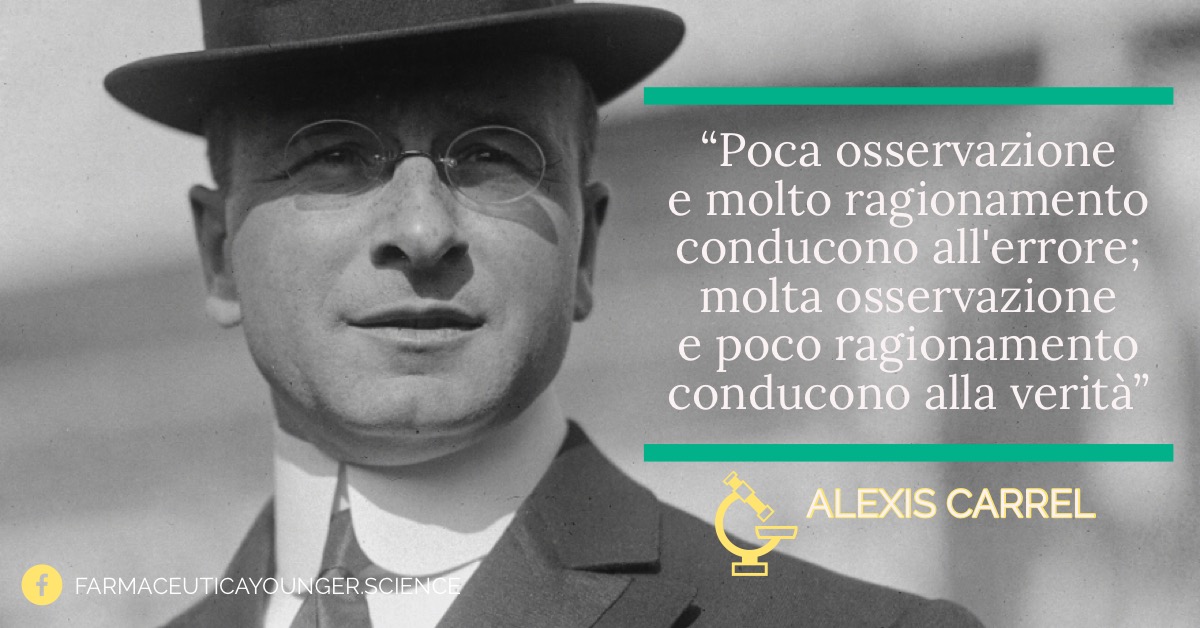 “Poca osservazione
e molto ragionamento
conducono all'errore;
molta osservazione
e poco ragionamento
conducono alla verità”
ALEXIS CARREL
FARMACEUTICAYOUNGER.SCIENCE